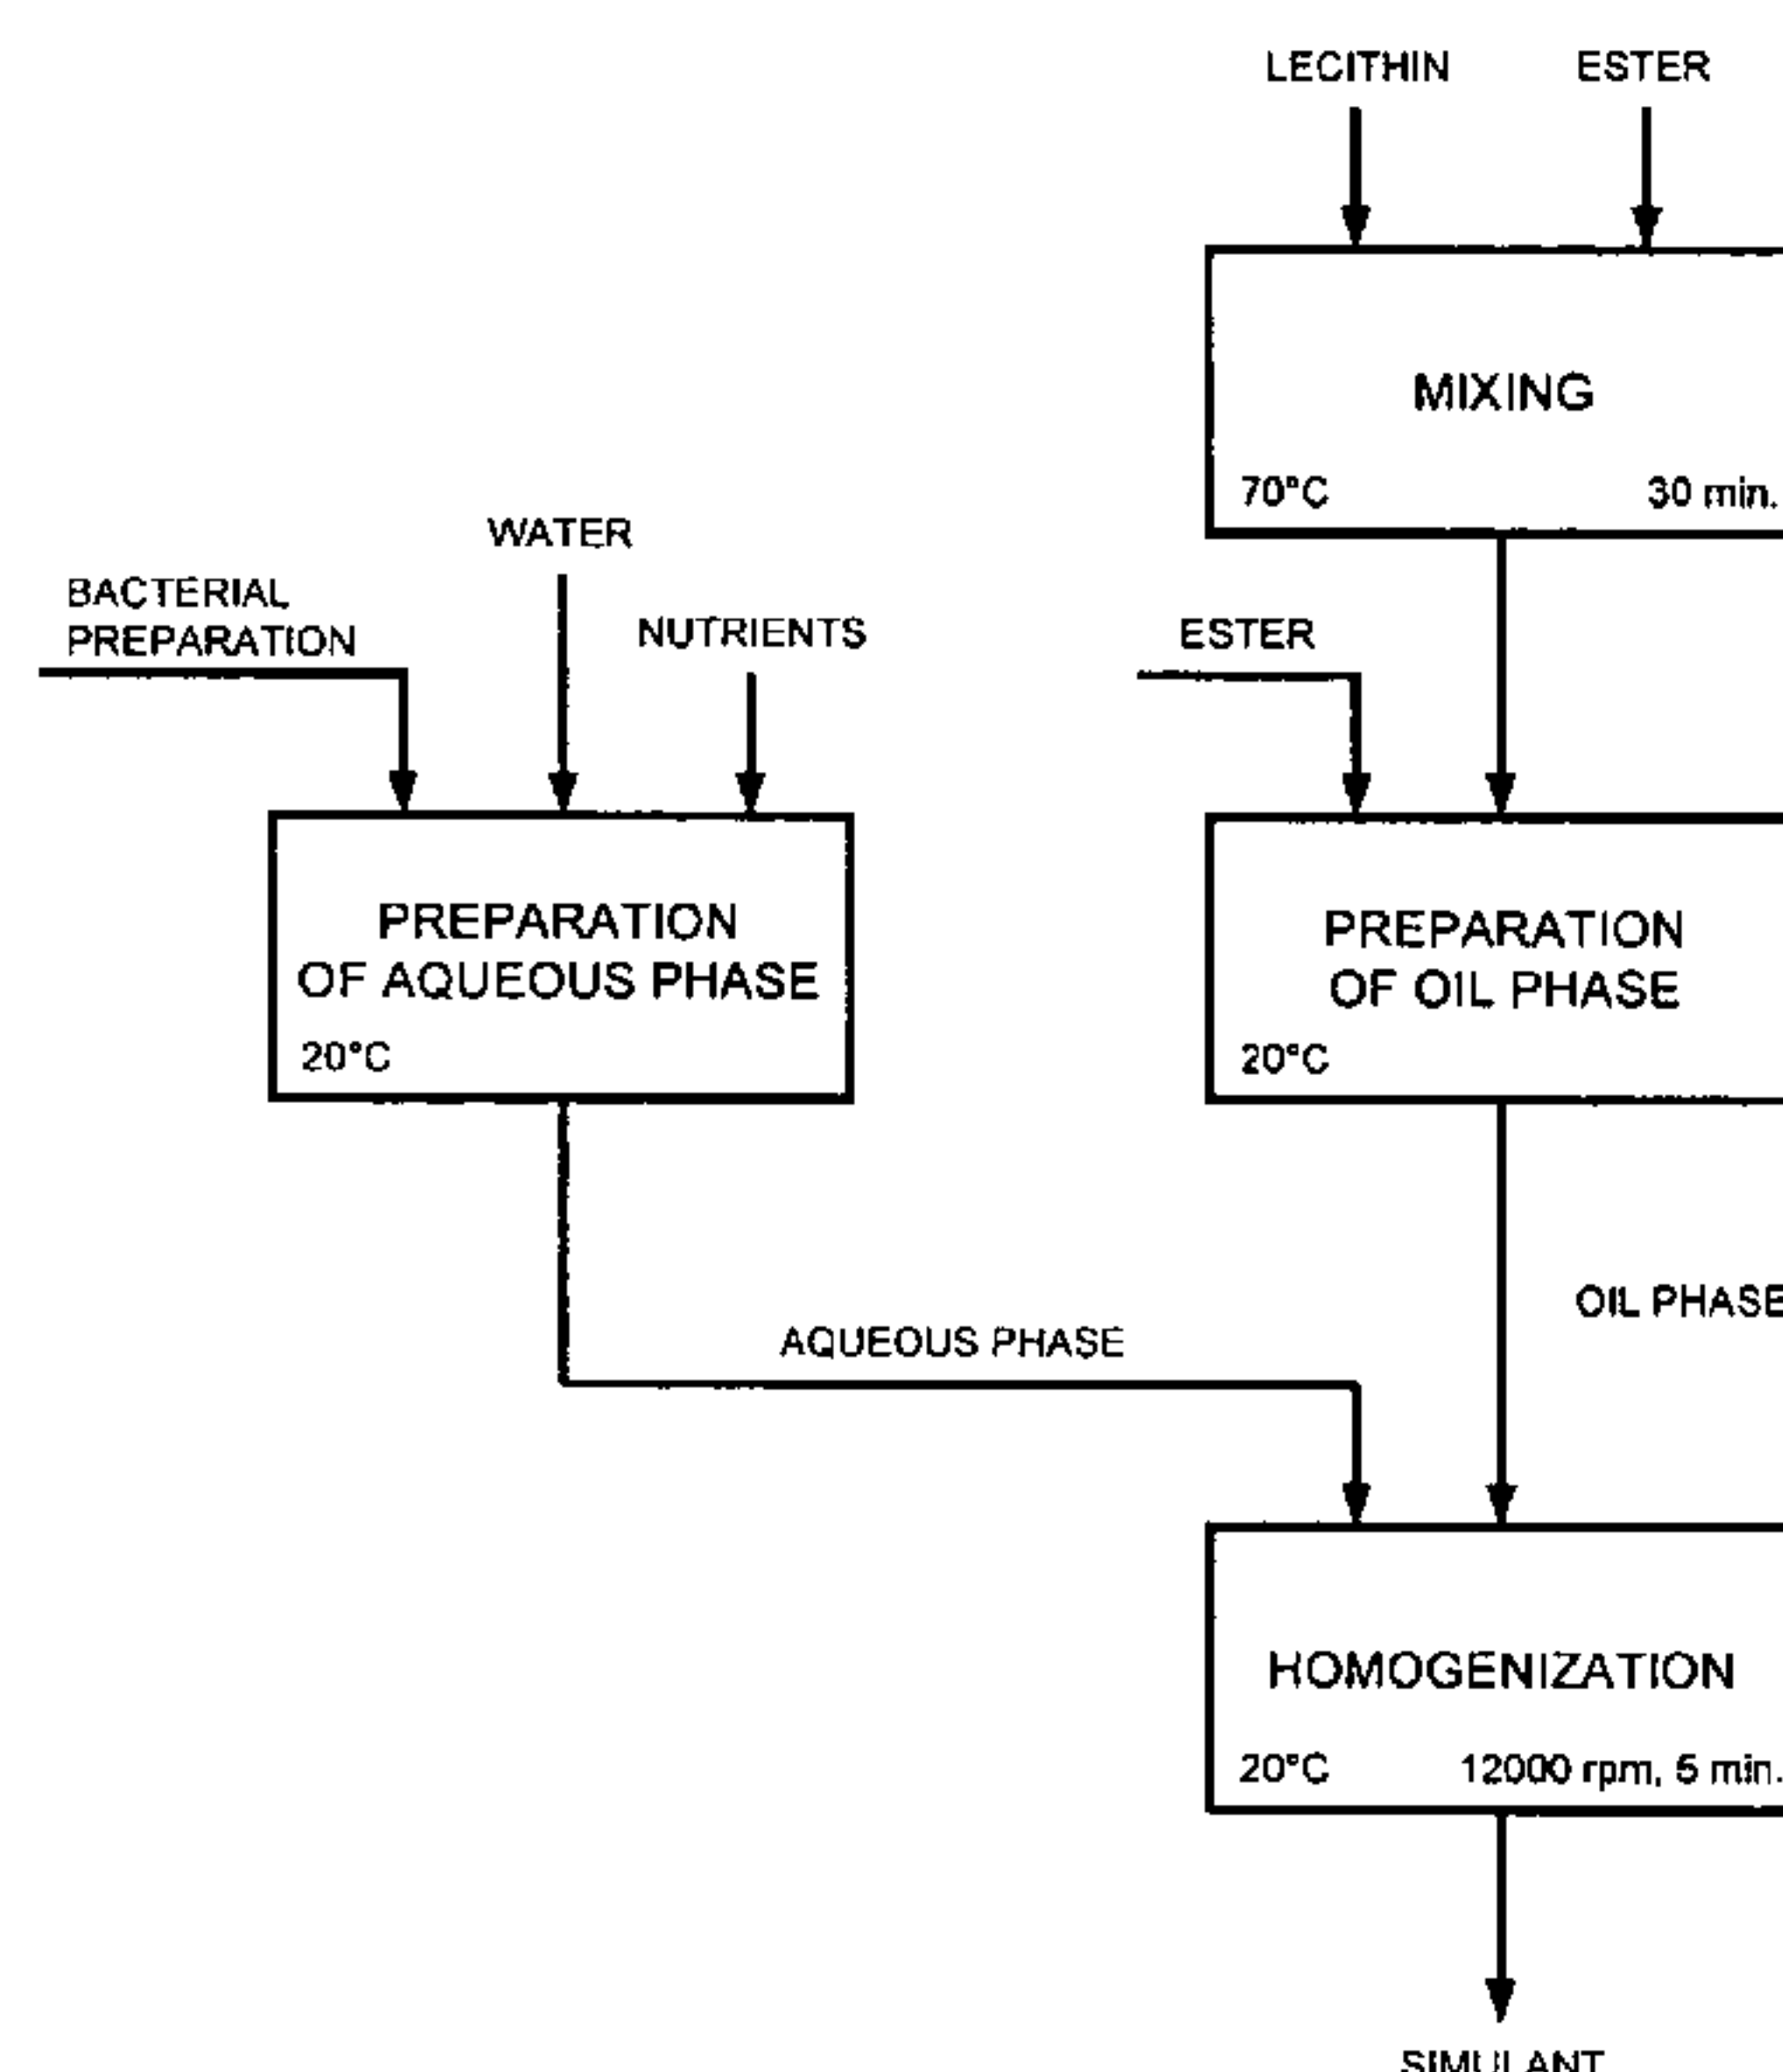 LECITHIN ESTER
MIXING
70°C 30 min.
WATER
BACTERIAL
PREPARATION
NUTRIENTS
ESTER
PREPARATION
OF AQUEOUS PHASE
20°C
PREPARATION
OF OIL PHASE
20°C
OIL PHASE
AQUEOUS PHASE
HOMOGENIZATION
20°C 12000 rpm, 5 min.
SIMULANT